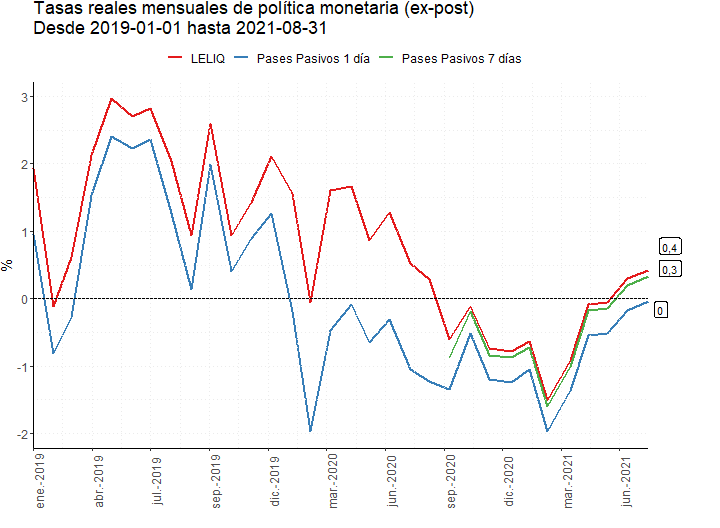 Tasas reales mensuales de política monetaria (ex-post)
Desde 2019-01-01 hasta 2021-08-31
LELIQ Pases Pasivos 1 día Pases Pasivos 7 días
%
3
2
1
0
-1
-2
0,4
0,3
0
ene.-2019 abr.-2019 jul.-2019 sep.-2019 dic.-2019 mar.-2020 jun.-2020 sep.-2020 dic.-2020 mar.-2021 jun.-2021